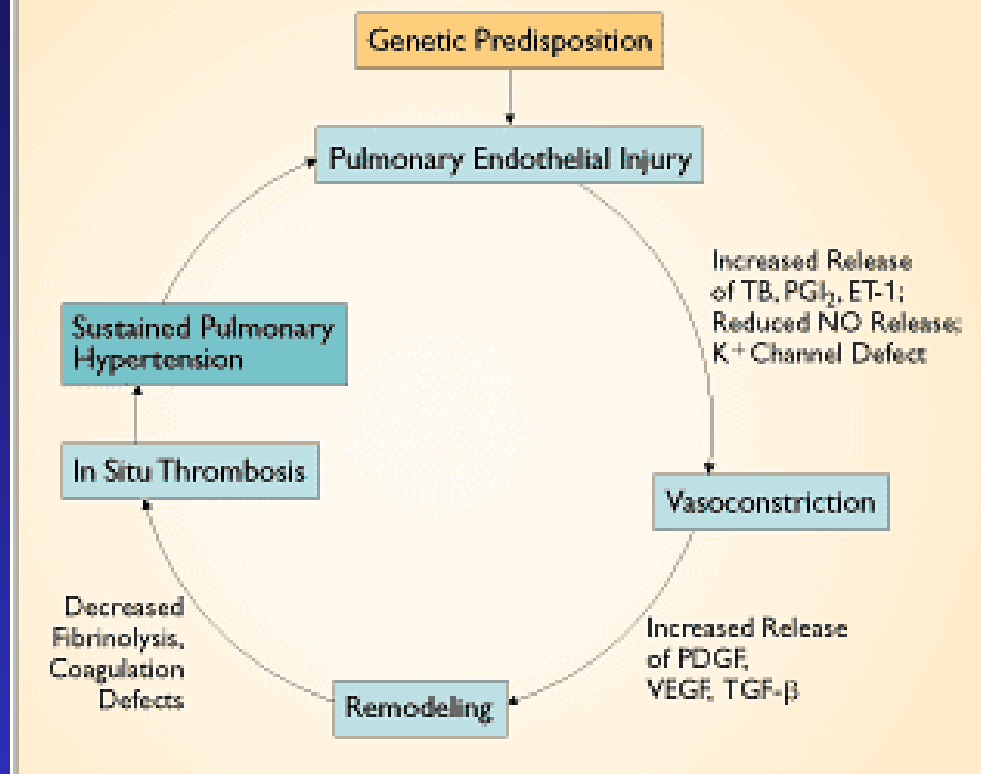 Genetic Predisposition
Pulmonary Endothelial Injury
Increased Release
of TB, PGI₂, ET-1;
Reduced NO Release;
K⁺ Channel Defect
Vasoconstriction
Increased Release
of PDGF,
VEGF, TGF-β
Remodeling
Decreased
Fibrinolysis,
Coagulation
Defects
In Situ Thrombosis
Sustained Pulmonary
Hypertension